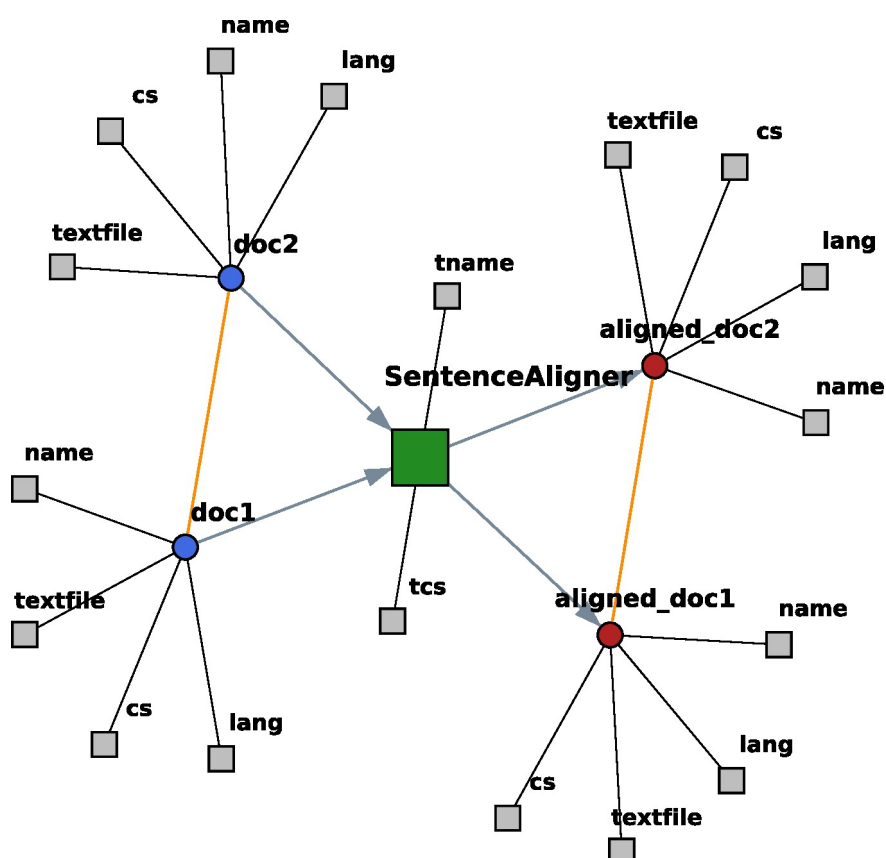 name
lang
cs
textfile
cs
textfile
doc2
lang
tname
aligned_doc2
SentenceAligner
name
name
doc1
tcs
aligned_doc1
textfile
name
cs
lang
lang
cs
textfile